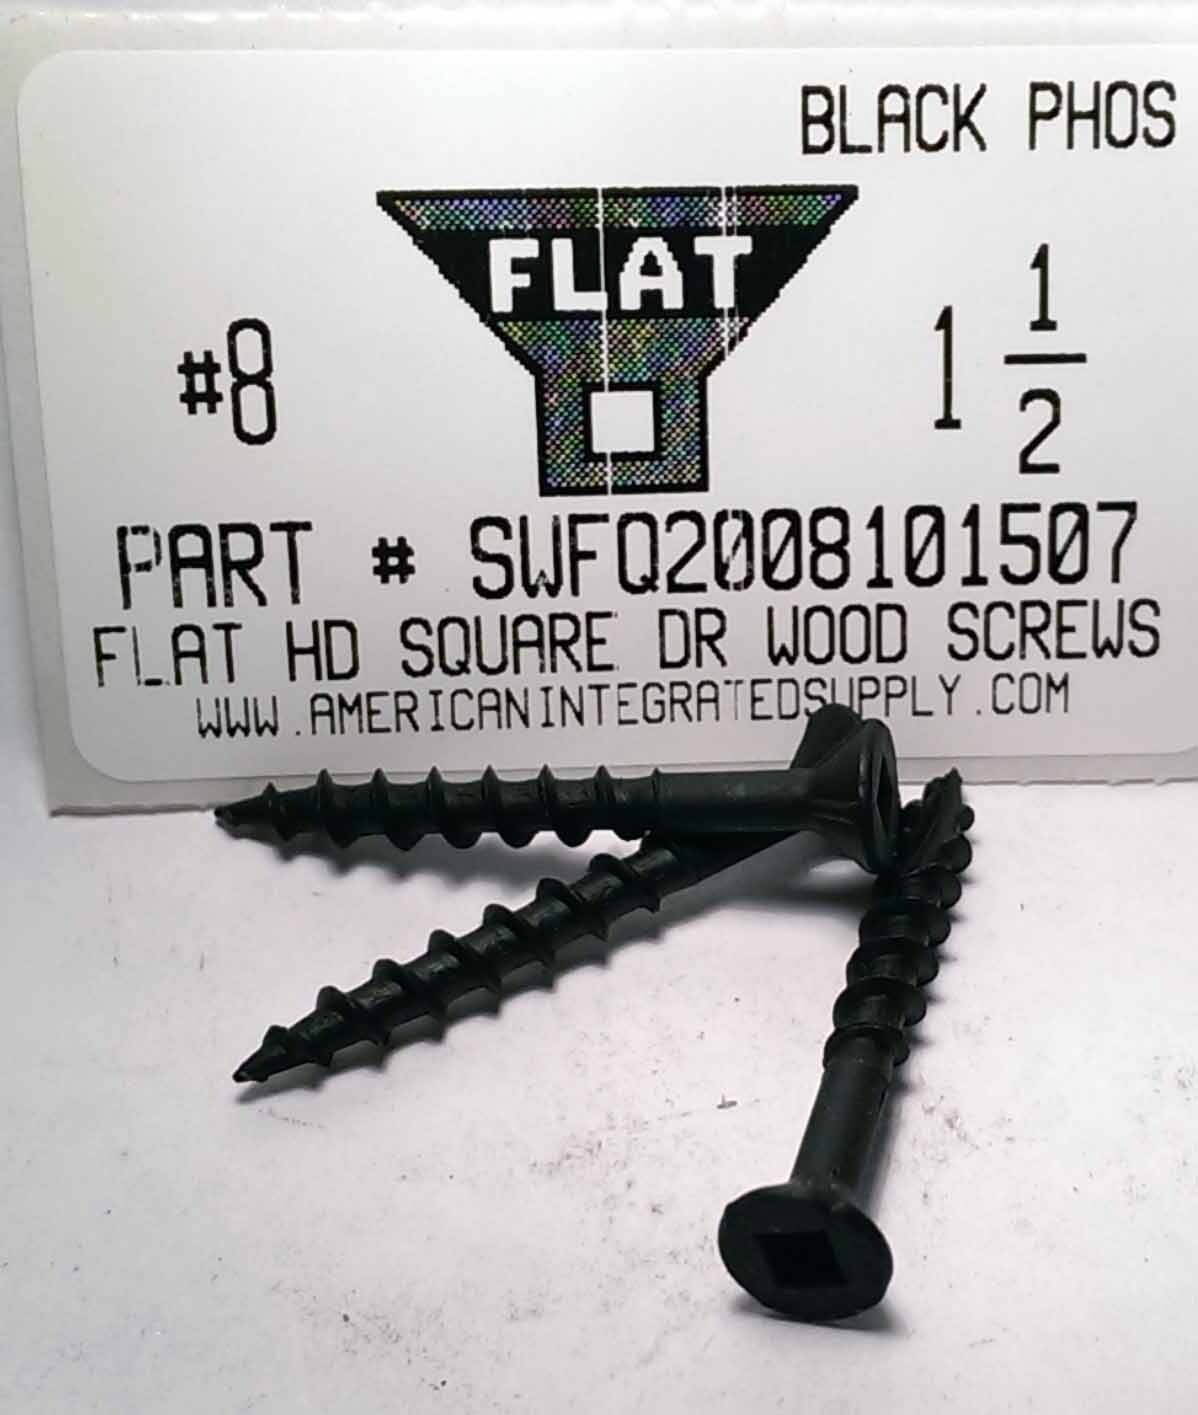 BLACK PHOS
FLAT
#8
1 1/2
PART # SWFQ2008101507
FLAT HD SQUARE DR WOOD SCREWS
WWW.AMERICANINTEGRATEDSUPPLY.COM